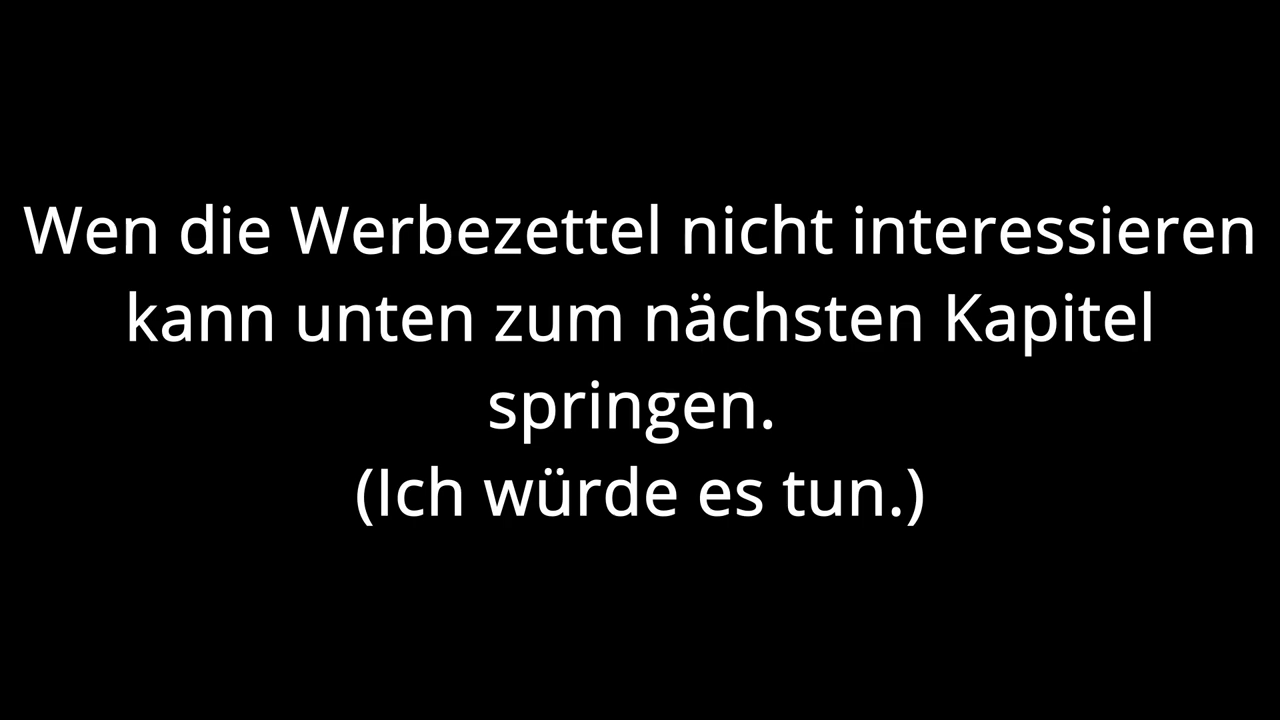 Wen die Werbezettel nicht interessieren
kann unten zum nächsten Kapitel
springen.
(Ich würde es tun.)